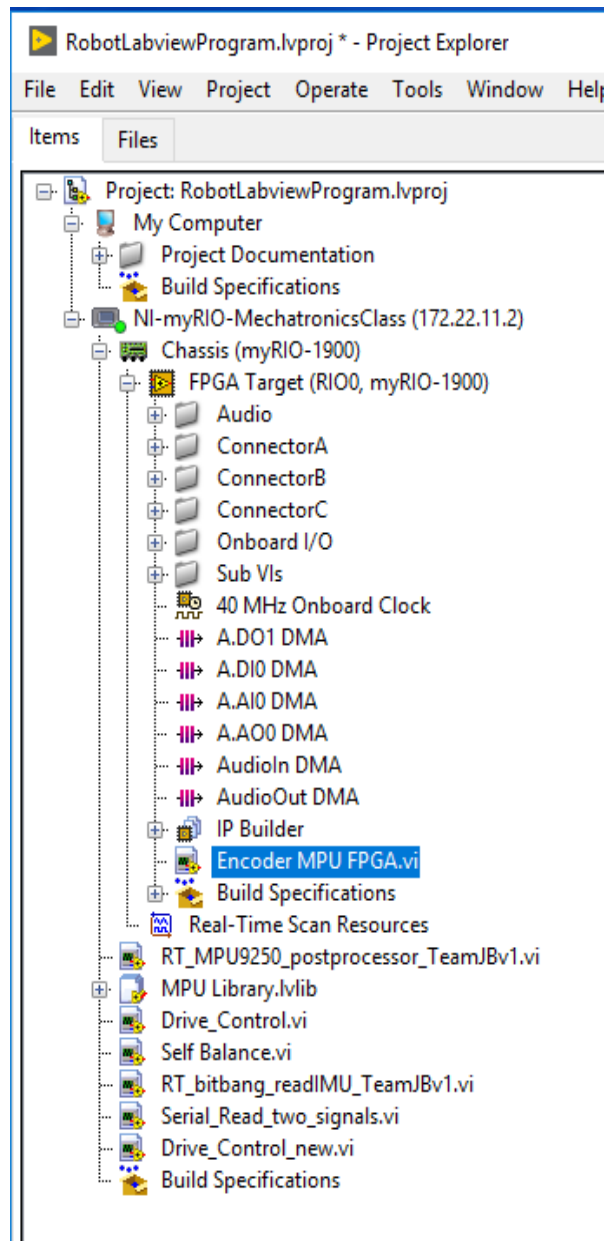 RobotLabviewProgram.lvproj * - Project Explorer
File Edit View Project Operate Tools Window Help
Items Files
Project: RobotLabviewProgram.lvproj
My Computer
Project Documentation
Build Specifications
NI-myRIO-MechatronicsClass (172.22.11.2)
Chassis (myRIO-1900)
FPGA Target (RIO0, myRIO-1900)
Audio
ConnectorA
ConnectorB
ConnectorC
Onboard I/O
Sub VIs
40 MHz Onboard Clock
A.DO1 DMA
A.DI0 DMA
A.AI0 DMA
A.AO0 DMA
AudioIn DMA
AudioOut DMA
IP Builder
Encoder MPU FPGA.vi
Build Specifications
Real-Time Scan Resources
RT_MPU9250_postprocessor_TeamJBv1.vi
MPU Library.lvlib
Drive_Control.vi
Self Balance.vi
RT_bitbang_readIMU_TeamJBv1.vi
Serial_Read_two_signals.vi
Drive_Control_new.vi
Build Specifications